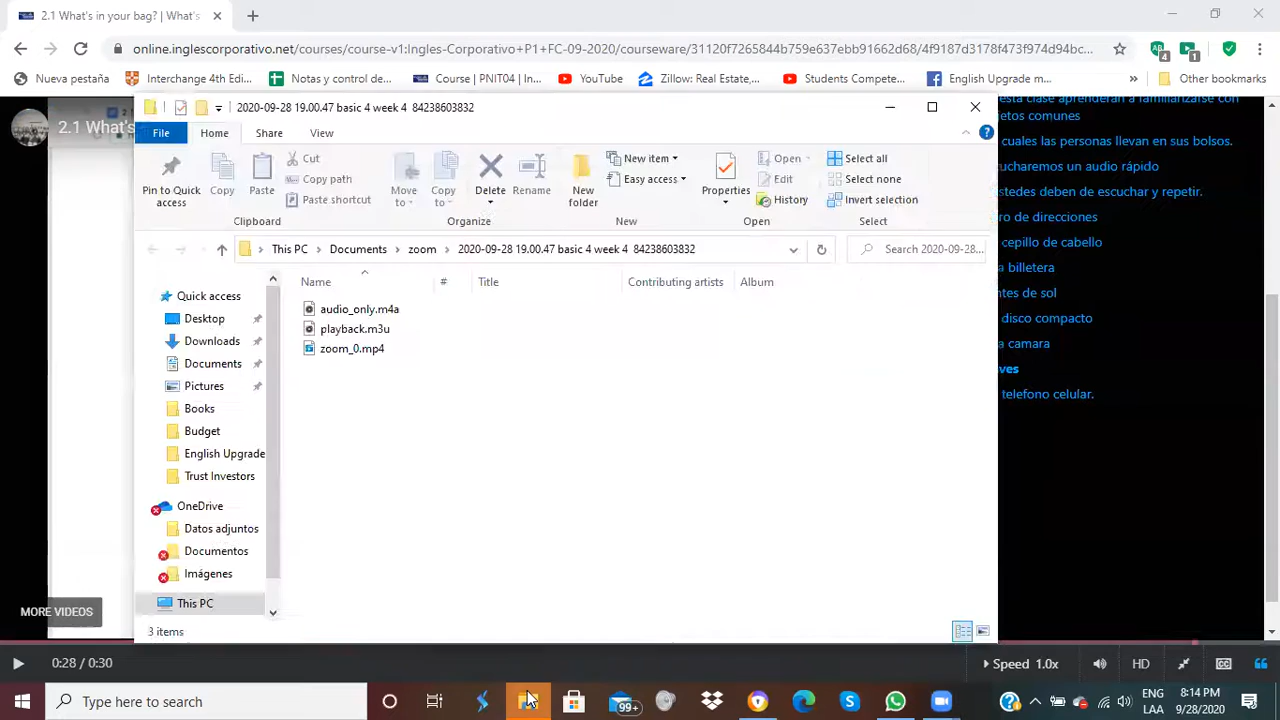 2.1 What's in your bag? | What's
online.inglescorporativo.net/courses/course-v1:Ingles-Corporativo+P1+FC-09-2020/courseware/31120f7265844b759e637ebb91662d68/4f9187d3178f473f974d94bc...
4
1
Nueva pestaña
Interchange 4th Edi...
Notas y control de...
Course | PNIT04 | In...
YouTube
Zillow: Real Estate,...
Students Compete...
English Upgrade m...
»
Other bookmarks
2.1 What's
2020-09-28 19.00.47 basic 4 week 4 84238603832
File
Home
Share
View
Pin to Quick access
Copy
Paste
Cut
Copy path
Paste shortcut
Clipboard
Move to
Copy to
Delete
Rename
Organize
New folder
New item
Easy access
New
Properties
Open
Edit
History
Open
Select all
Select none
Invert selection
Select
This PC
Documents
zoom
2020-09-28 19.00.47 basic 4 week 4 84238603832
Search 2020-09-28...
Name
#
Title
Contributing artists
Album
audio_only.m4a
playback.m3u
zoom_0.mp4
Quick access
Desktop
Downloads
Documents
Pictures
Books
Budget
English Upgrade
Trust Investors
OneDrive
Datos adjuntos
Documentos
Imágenes
This PC
3 items
esta clase aprenderan a familiarizarse con
jetos comunes
cuales las personas llevan en sus bolsos.
ucharemos un audio rápido
stedes deben de escuchar y repetir.
ro de direcciones
cepillo de cabello
a billetera
ntes de sol
disco compacto
a camara
ves
telefono celular.
MORE VIDEOS
0:28 / 0:30
Speed 1.0x
HD
Type here to search
99+
ENG
LAA
8:14 PM
9/28/2020